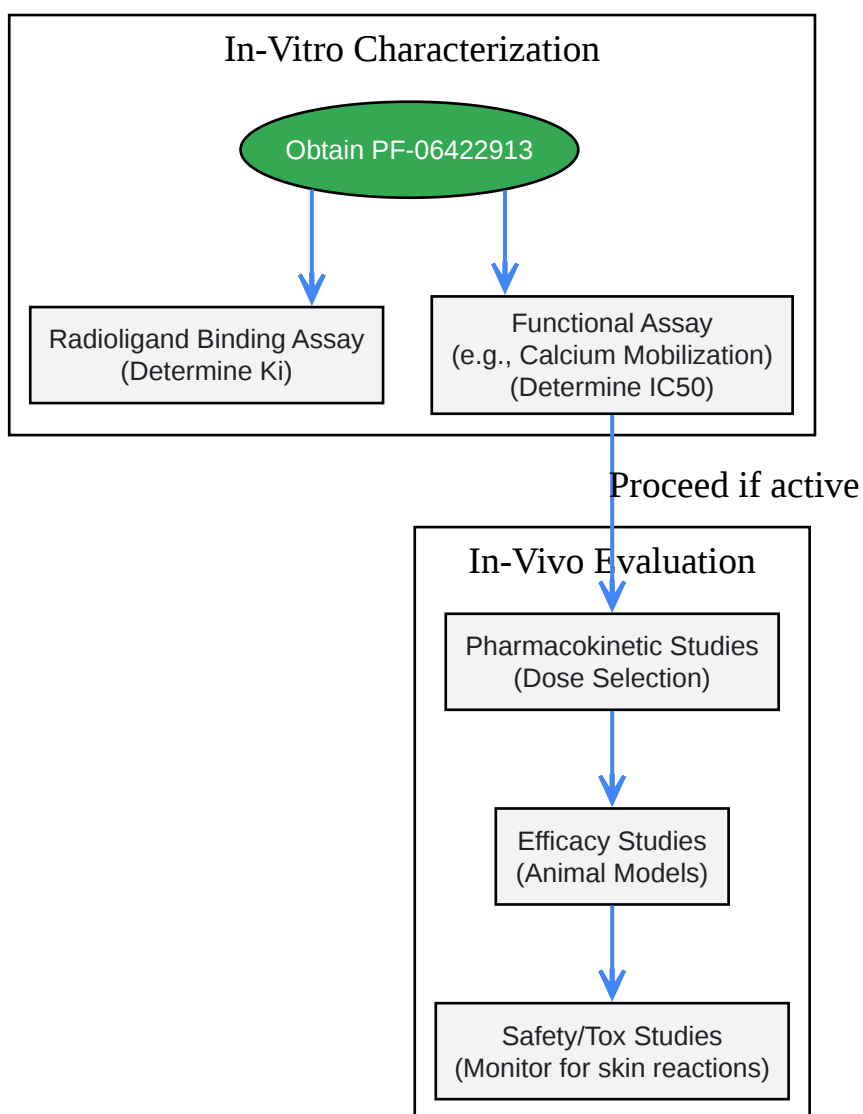 In-Vitro Characterization
Obtain PF-06422913
Radioligand Binding Assay
(Determine Ki)
Functional Assay
(e.g., Calcium Mobilization)
(Determine IC50)
Proceed if active
In-Vivo Evaluation
Pharmacokinetic Studies
(Dose Selection)
Efficacy Studies
(Animal Models)
Safety/Tox Studies
(Monitor for skin reactions)